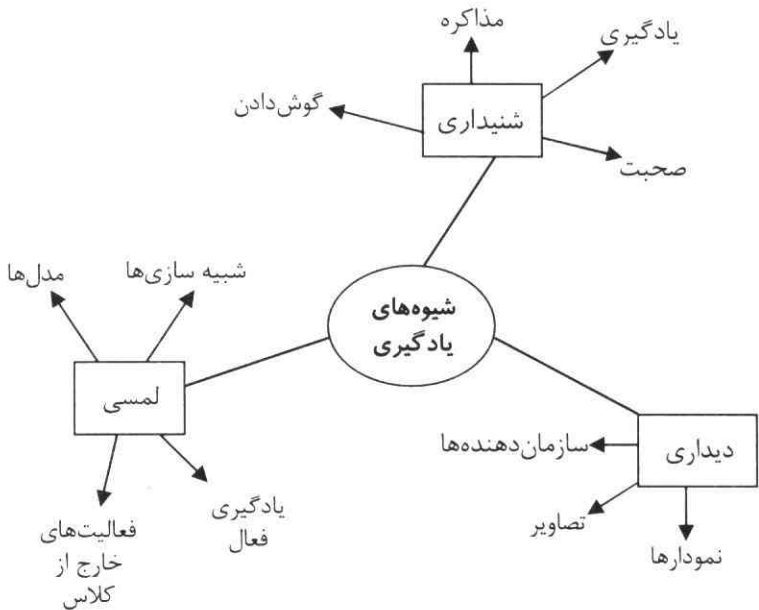 مذاکره
یادگیری
گوش‌دادن
شنیداری
صحبت
مدل‌ها
شبیه سازی‌ها
شیوه‌های
یادگیری
لمسی
دیداری
سازمان‌دهنده‌ها
تصاویر
نمودارها
یادگیری
فعال
فعالیت‌های
خارج از
کلاس